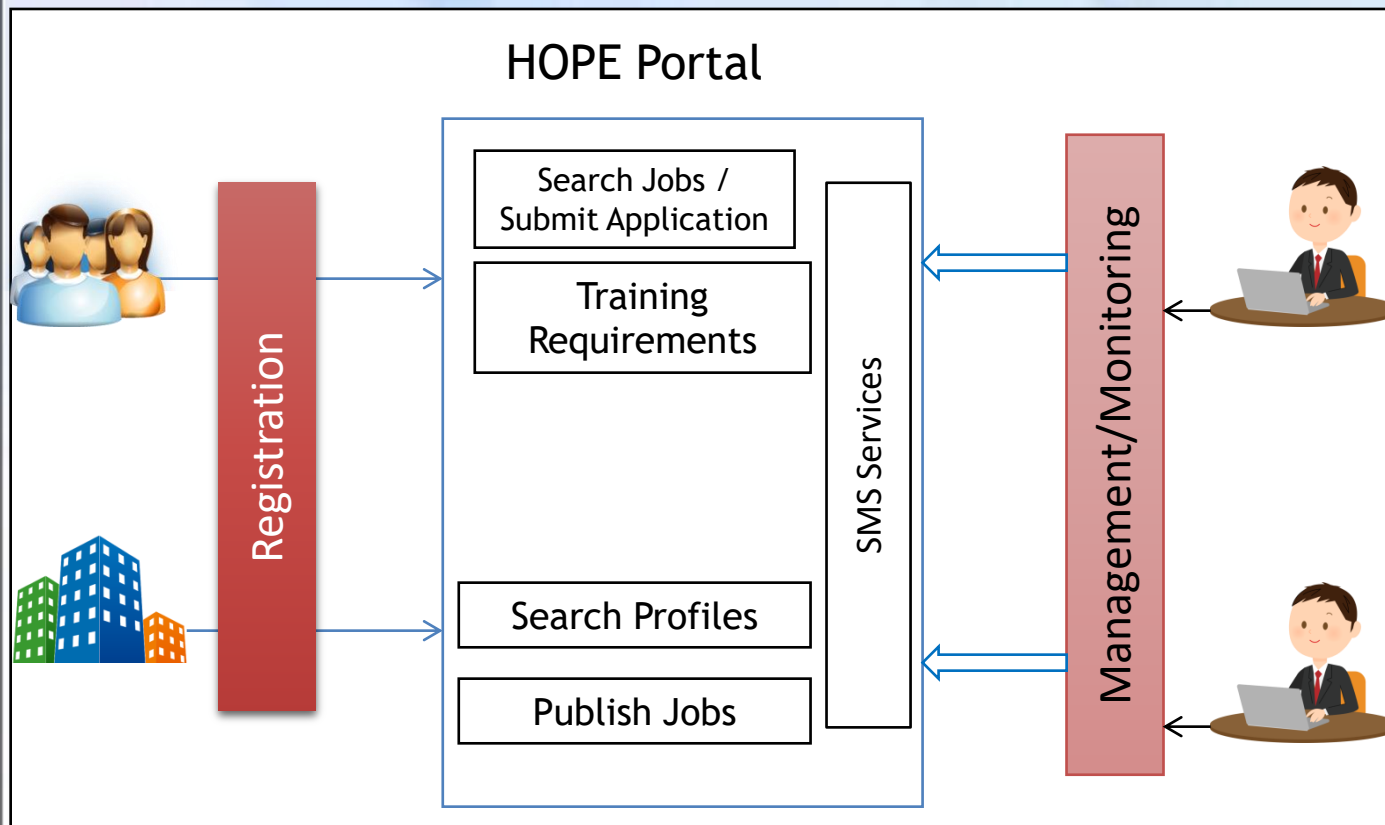 HOPE Portal
Search Jobs /
Submit Application
Training
Requirements
Registration
SMS Services
Management/Monitoring
Search Profiles
Publish Jobs